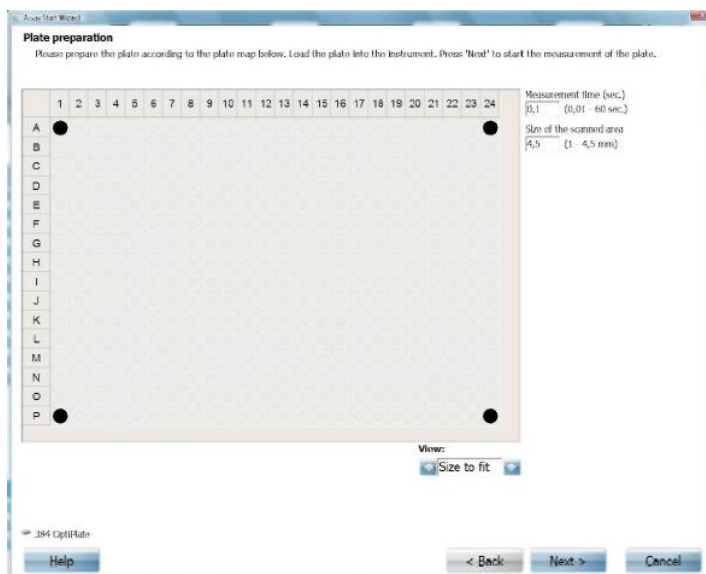 Assay Start Wizard
Plate preparation
Please prepare the plate according to the plate map below. Load the plate into the instrument. Press 'Next' to start the measurement of the plate.
1 2 3 4 5 6 7 8 9 10 11 12 13 14 15 16 17 18 19 20 21 22 23 24
A
B
C
D
E
F
G
H
I
J
K
L
M
N
O
P
Measurement time (sec.)
0,1 (0,01 - 60 sec.)
Size of the scanned area
4,5 (1 - 4,5 mm)
View:
Size to fit
384 OptiPlate
Help
< Back
Next >
Cancel